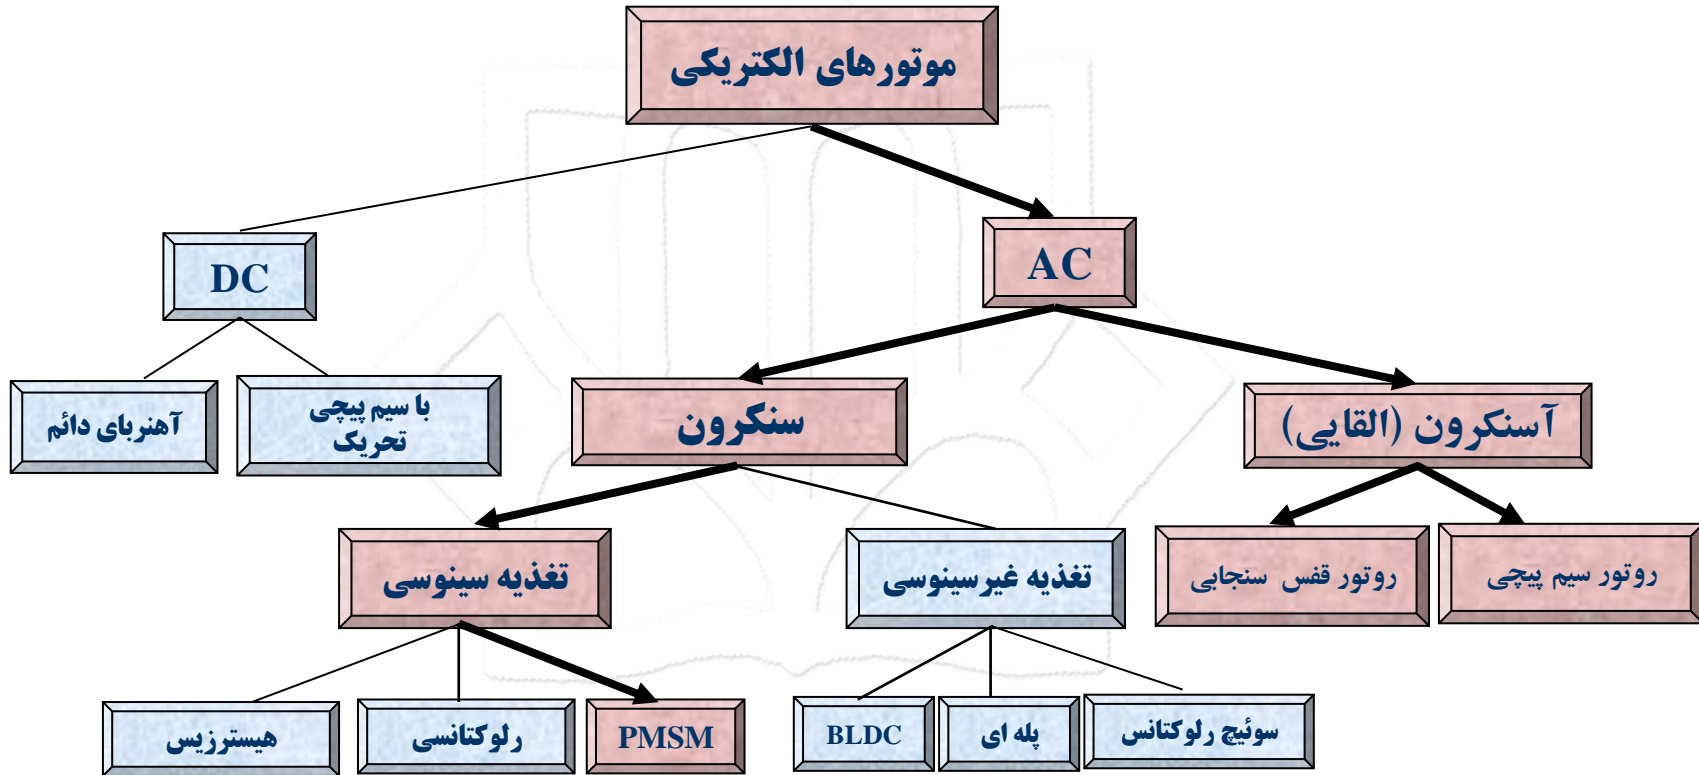 موتورهای الکتریکی
AC
DC
آسنکرون (القایی)
سنکرون
با سیم پیچی
تحریک
آهنربای دائم
روتور سیم پیچی
روتور قفس سنجابی
تغذیه غیرسینوسی
تغذیه سینوسی
سوئیچ رلوکتانس
پله ای
BLDC
PMSM
رلوکتانسی
هیسترزیس